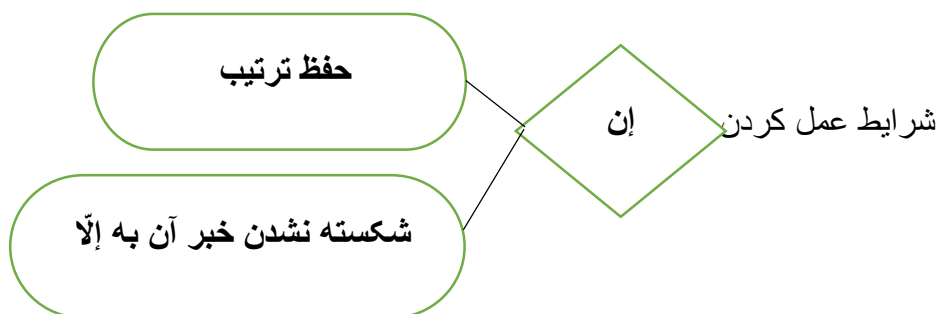 شرایط عمل کردن
إن
حفظ ترتیب
شکسته نشدن خبر آن به إلّا